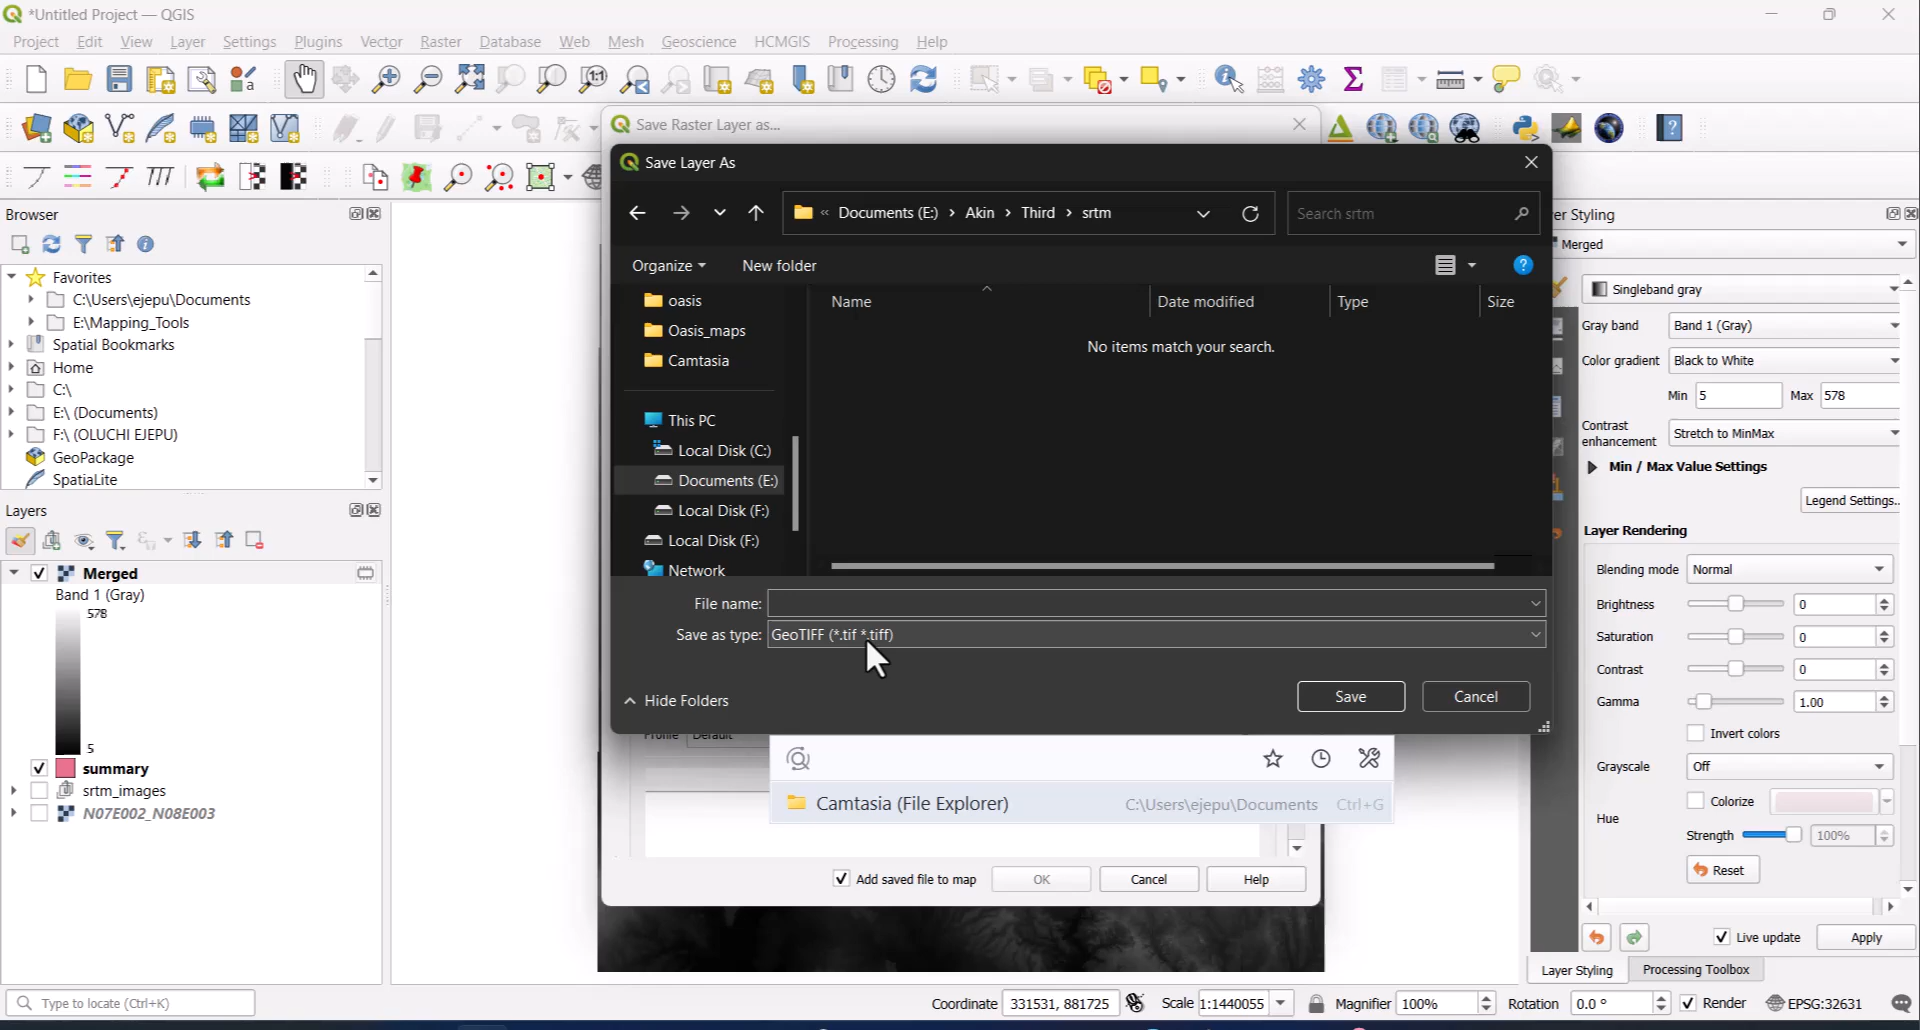 *Untitled Project — QGIS
Project Edit View Layer Settings Plugins Vector Raster Database Web Mesh Geoscience HCMGIS Processing Help
Save Raster Layer as...
Save Layer As
« Documents (E:) › Akin › Third › srtm
Search srtm
Organize
New folder
oasis
Oasis_maps
Camtasia
This PC
Local Disk (C:)
Documents (E:)
Local Disk (F:)
Local Disk (F:)
Network
Name Date modified Type Size
No items match your search.
File name:
Save as type: GeoTIFF (*.tif *.tiff)
Hide Folders
Save Cancel
Profile Default
Camtasia (File Explorer) C:\Users\ejepu\Documents Ctrl+G
Add saved file to map OK Cancel Help
Browser
Favorites
C:\Users\ejepu\Documents
E:\Mapping_Tools
Spatial Bookmarks
Home
C:\
E:\ (Documents)
F:\ (OLUCHI EJEPU)
GeoPackage
SpatiaLite
Layers
Merged
Band 1 (Gray)
578
5
summary
srtm_images
N07E002_N08E003
er Styling
Merged
Singleband gray
Gray band Band 1 (Gray)
Color gradient Black to White
Min 5 Max 578
Contrast enhancement Stretch to MinMax
Min / Max Value Settings
Legend Settings..
Layer Rendering
Blending mode Normal
Brightness 0
Saturation 0
Contrast 0
Gamma 1.00
Invert colors
Grayscale Off
Hue
Colorize
Strength 100%
Reset
Live update Apply
Layer Styling Processing Toolbox
Type to locate (Ctrl+K)
Coordinate 331531, 881725 Scale 1:1440055 Magnifier 100% Rotation 0.0 ° Render EPSG:32631